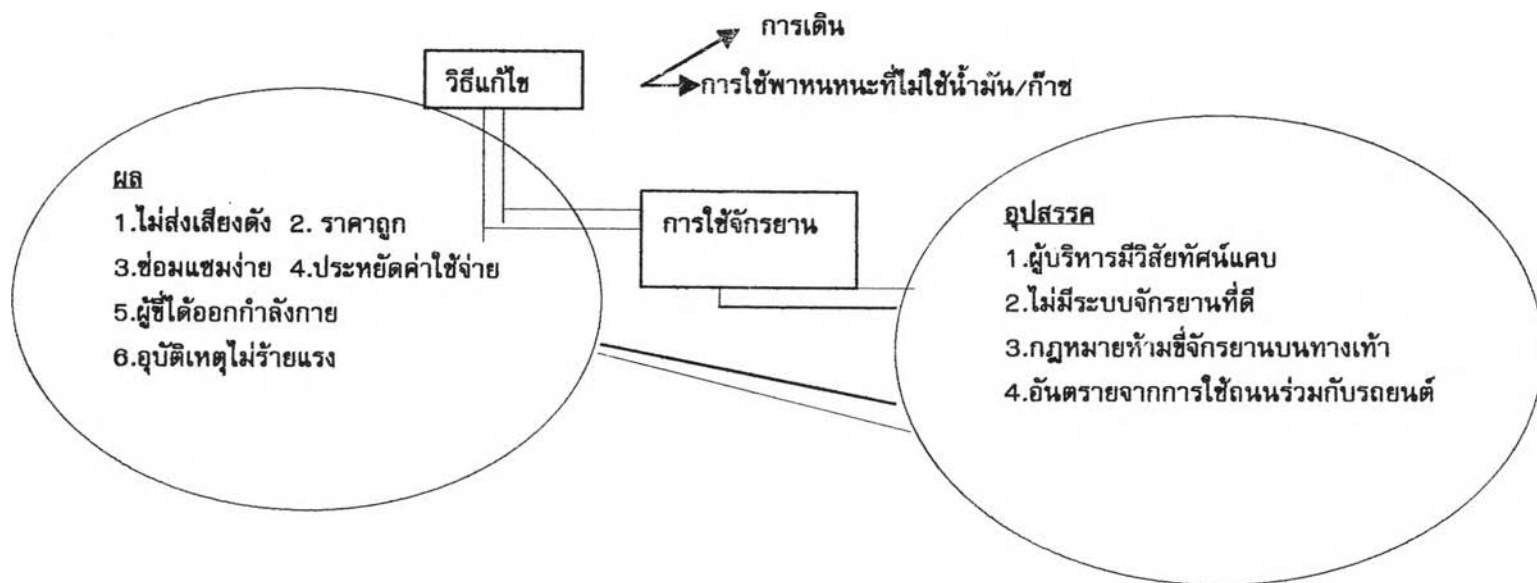 การเดิน
วิธีแก้ไข
การใช้พาหนหนะที่ไม่ใช้น้ำมัน/ก๊าซ
ผล
1.ไม่ส่งเสียงดัง 2. ราคาถูก
3.ซ่อมแซมง่าย 4.ประหยัดค่าใช้จ่าย
5.ผู้ขี่ได้ออกกำลังกาย
6.อุบัติเหตุไม่ร้ายแรง
การใช้จักรยาน
อุปสรรค
1.ผู้บริหารมีวิสัยทัศน์แคบ
2.ไม่มีระบบจักรยานที่ดี
3.กฎหมายห้ามขี่จักรยานบนทางเท้า
4.อันตรายจากการใช้ถนนร่วมกับรถยนต์